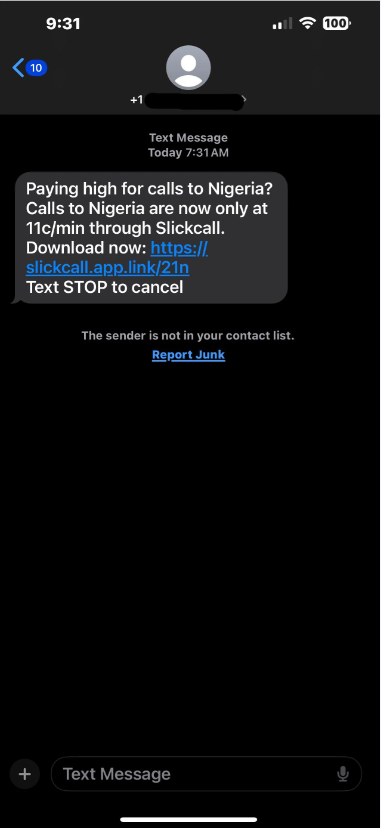 9:31
100
10
+1
Text Message
Today 7:31 AM
Paying high for calls to Nigeria?
Calls to Nigeria are now only at
11c/min through Slickcall.
Download now: https://
slickcall.app.link/21n
Text STOP to cancel
The sender is not in your contact list.
Report Junk
Text Message